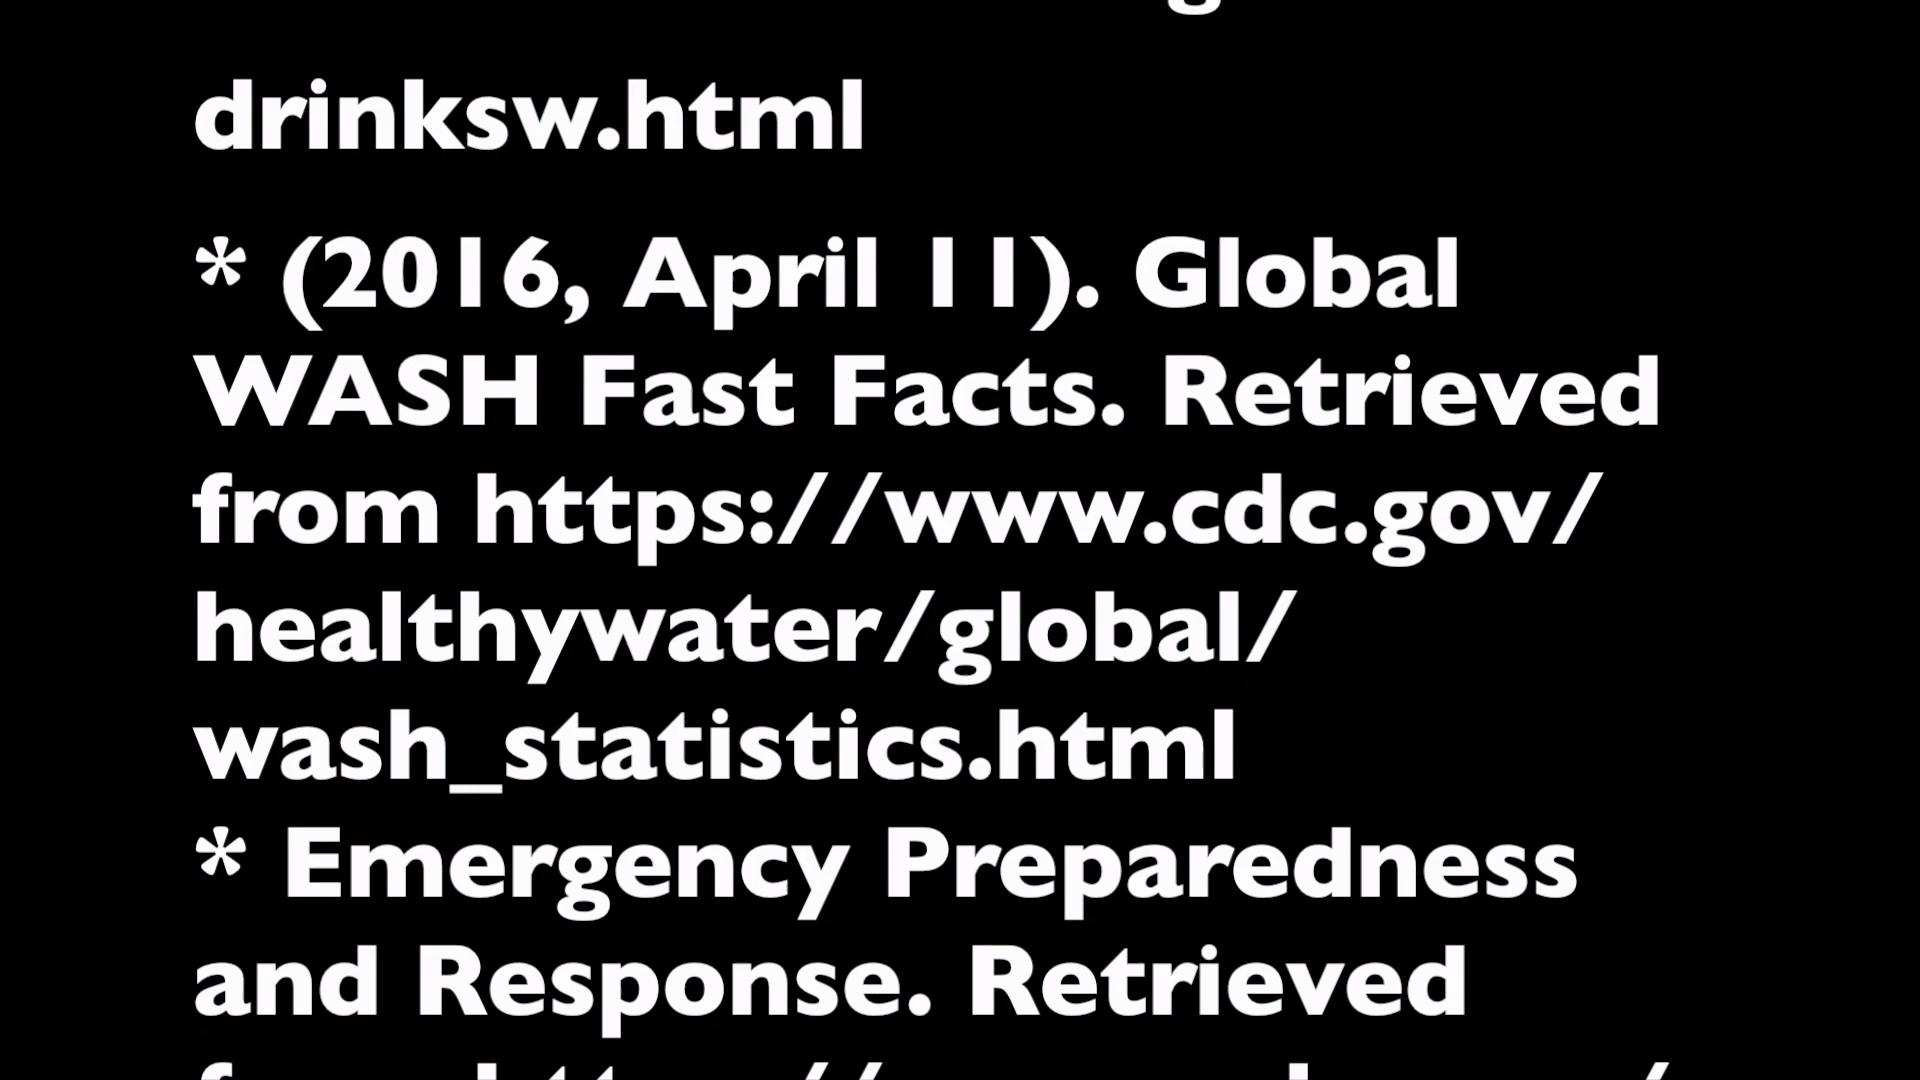 drinksw.html
* (2016, April 11). Global
WASH Fast Facts. Retrieved
from https://www.cdc.gov/
healthywater/global/
wash_statistics.html
* Emergency Preparedness
and Response. Retrieved